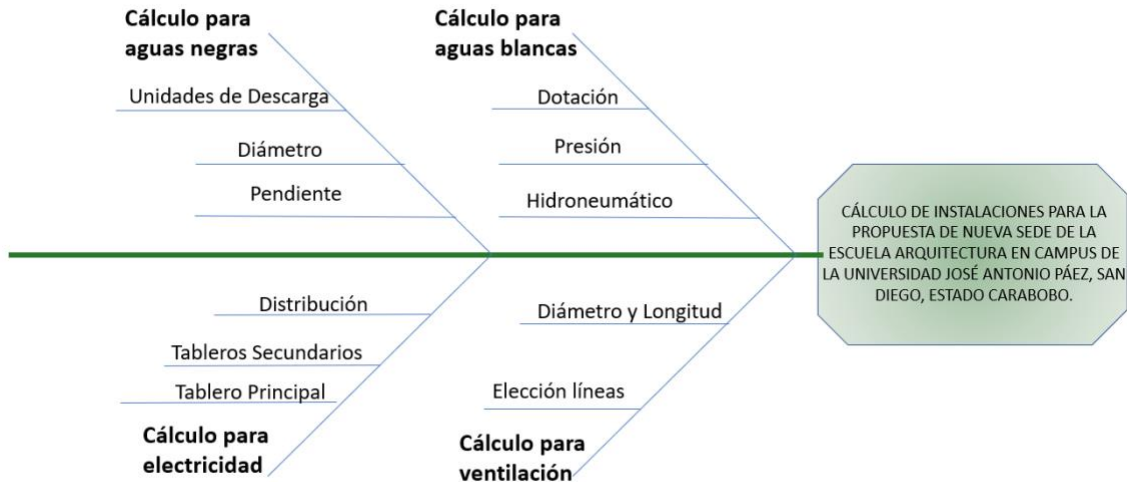 Cálculo para
aguas negras
Unidades de Descarga
Diámetro
Pendiente
Cálculo para
aguas blancas
Dotación
Presión
Hidroneumático
CÁLCULO DE INSTALACIONES PARA LA
PROPUESTA DE NUEVA SEDE DE LA
ESCUELA ARQUITECTURA EN CAMPUS DE
LA UNIVERSIDAD JOSÉ ANTONIO PÁEZ, SAN
DIEGO, ESTADO CARABOBO.
Distribución
Tableros Secundarios
Tablero Principal
Cálculo para
electricidad
Diámetro y Longitud
Elección líneas
Cálculo para
ventilación